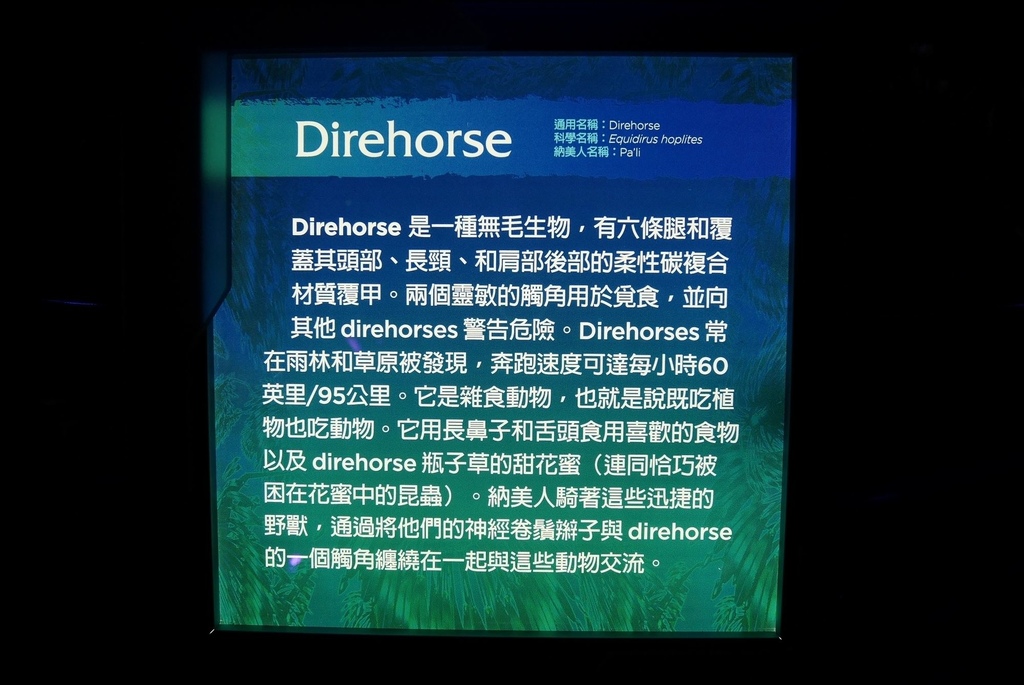 Direhorse
通用名稱：Direhorse
科學名稱：Equidirus hoplites
納美人名稱：Pa'li
Direhorse 是一種無毛生物，有六條腿和覆
蓋其頭部、長頸、和肩部後部的柔性碳複合
材質覆甲。兩個靈敏的觸角用於覓食，並向
其他 direhorses 警告危險。Direhorses 常
在雨林和草原被發現，奔跑速度可達每小時60
英里/95公里。它是雜食動物，也就是說既吃植
物也吃動物。它用長鼻子和舌頭食用喜歡的食物
以及 direhorse 瓶子草的甜花蜜（連同恰巧被
困在花蜜中的昆蟲）。納美人騎著這些迅捷的
野獸，通過將他們的神經卷鬚辮子與 direhorse
的一個觸角纏繞在一起與這些動物交流。